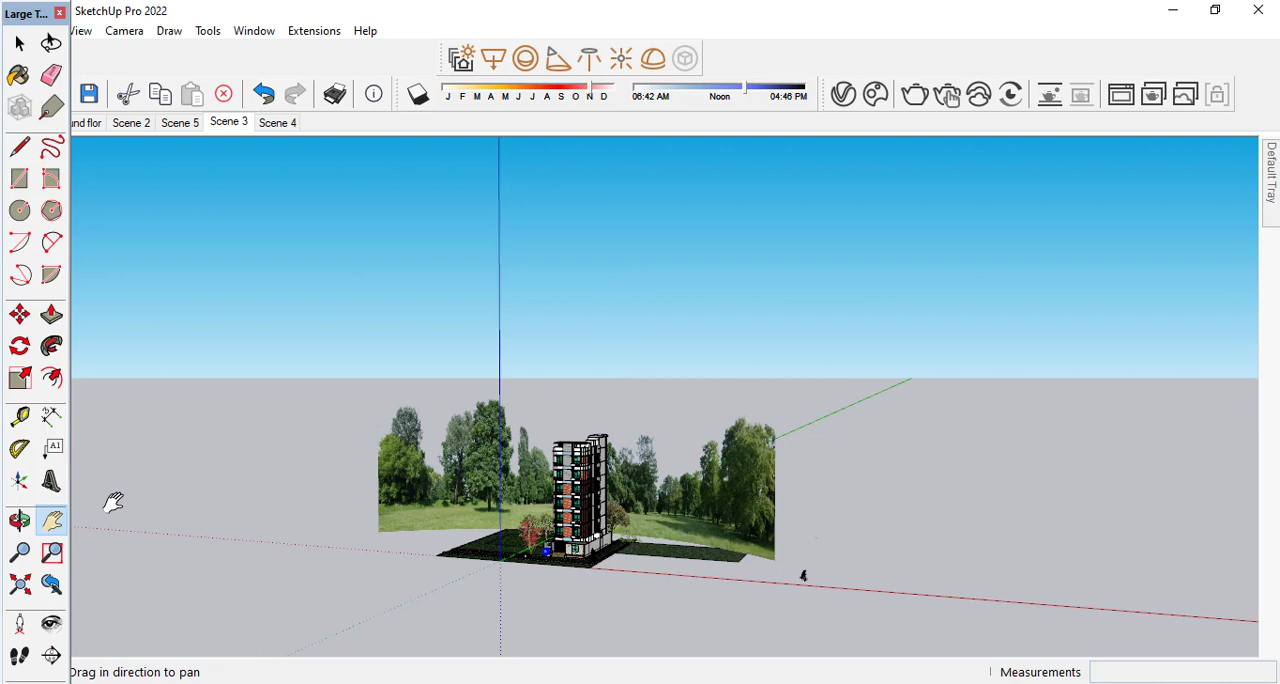 Large T...
SketchUp Pro 2022
View Camera Draw Tools Window Extensions Help
J F M A M J J A S O N D
06:42 AM Noon 04:46 PM
und flor Scene 2 Scene 5 Scene 3 Scene 4
Default Tray
A1
Drag in direction to pan
Measurements